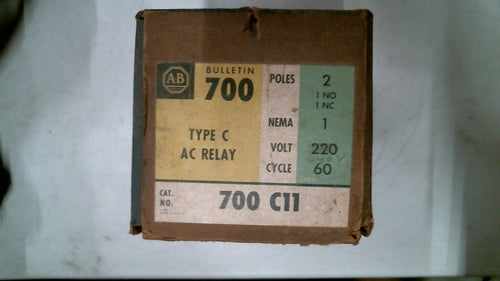 A-B
BULLETIN
700
TYPE C
AC RELAY
POLES 2
1 NO
1 NC
NEMA 1
VOLT 220
CYCLE 60
CAT.
NO.
700 C11